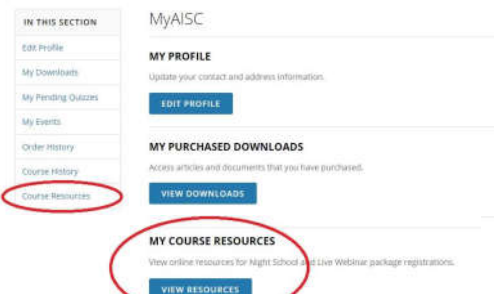 IN THIS SECTION
Edit Profile
My Downloads
My Pending Quizzes
My Events
Order History
Course History
Course Resources
MyAISC
MY PROFILE
Update your contact and address information.
EDIT PROFILE
MY PURCHASED DOWNLOADS
Access articles and documents that you have purchased.
VIEW DOWNLOADS
MY COURSE RESOURCES
View online resources for Night School and Live Webinar package registrations.
VIEW RESOURCES